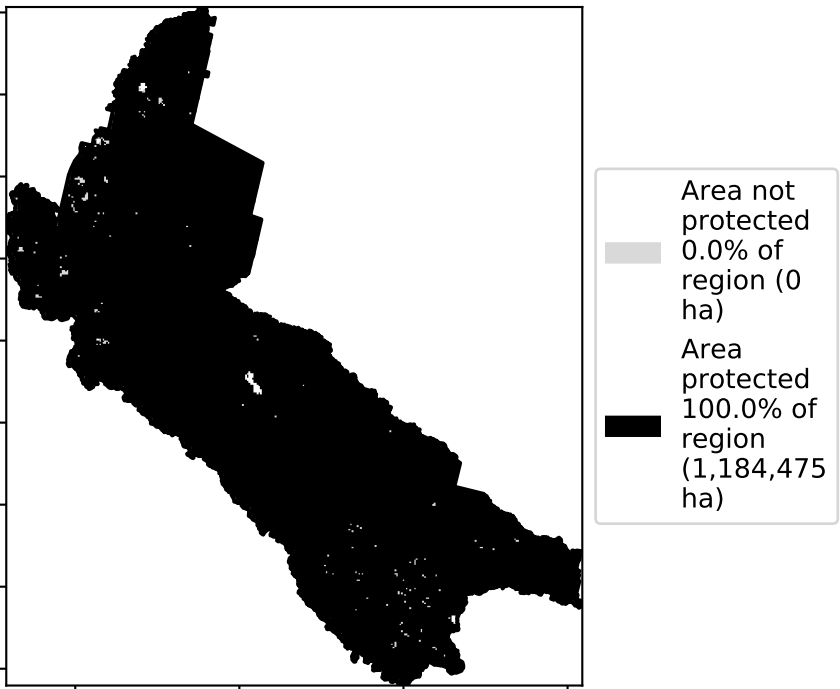 Area not
protected
0.0% of
region (0
ha)
Area
protected
100.0% of
region
(1,184,475
ha)